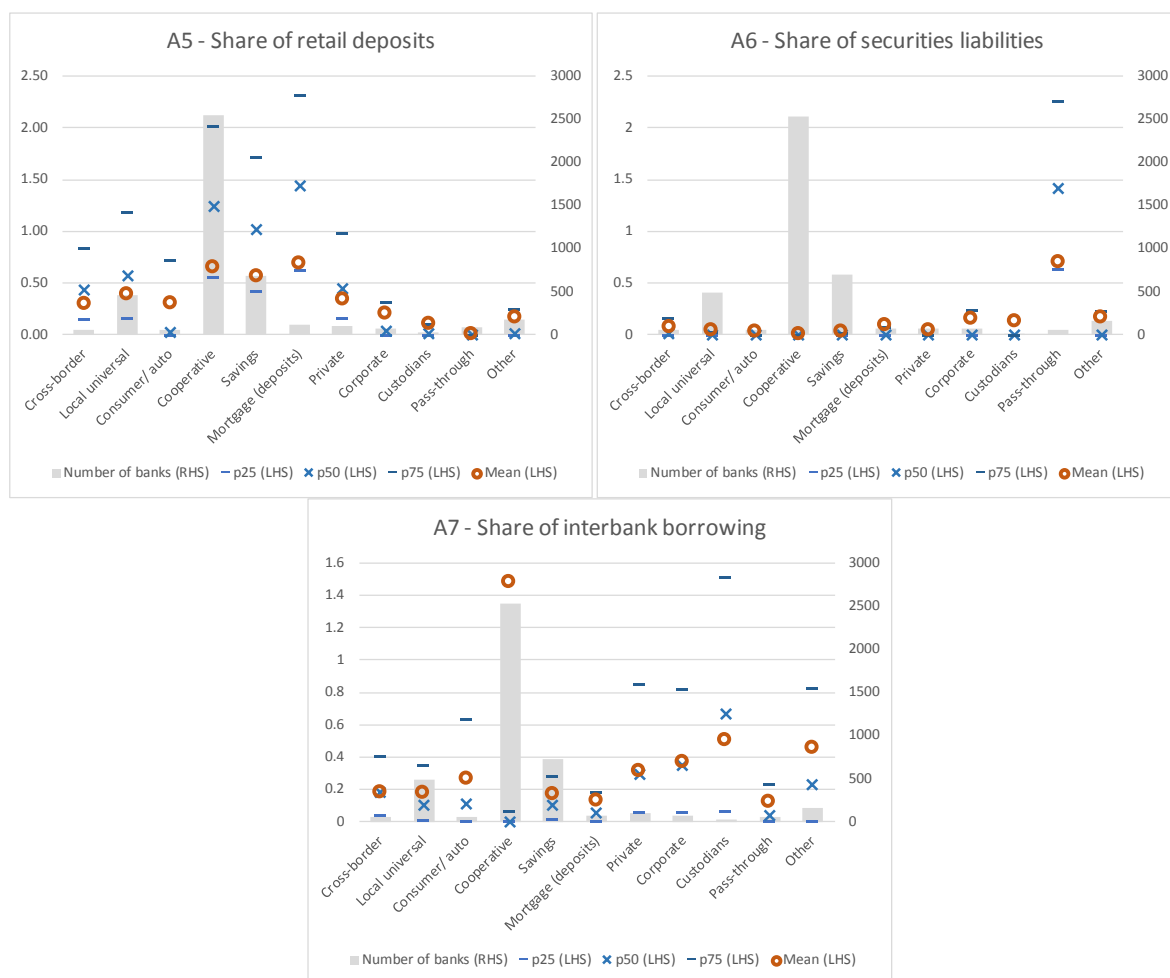 A5 - Share of retail deposits
2.50
2.00
1.50
1.00
0.50
0.00
3000
2500
2000
1500
1000
500
0
Cross-border
Local universal
Consumer/ auto
Cooperative
Savings
Mortgage (deposits)
Private
Corporate
Custodians
Pass-through
Other
Number of banks (RHS) p25 (LHS) p50 (LHS) p75 (LHS) Mean (LHS)
A6 - Share of securities liabilities
2.5
2
1.5
1
0.5
0
3000
2500
2000
1500
1000
500
0
Cross-border
Local universal
Consumer/ auto
Cooperative
Savings
Mortgage (deposits)
Private
Corporate
Custodians
Pass-through
Other
Number of banks (RHS) p25 (LHS) p50 (LHS) p75 (LHS) Mean (LHS)
A7 - Share of interbank borrowing
1.6
1.4
1.2
1
0.8
0.6
0.4
0.2
0
3000
2500
2000
1500
1000
500
0
Cross-border
Local universal
Consumer/ auto
Cooperative
Savings
Mortgage (deposits)
Private
Corporate
Custodians
Pass-through
Other
Number of banks (RHS) p25 (LHS) p50 (LHS) p75 (LHS) Mean (LHS)